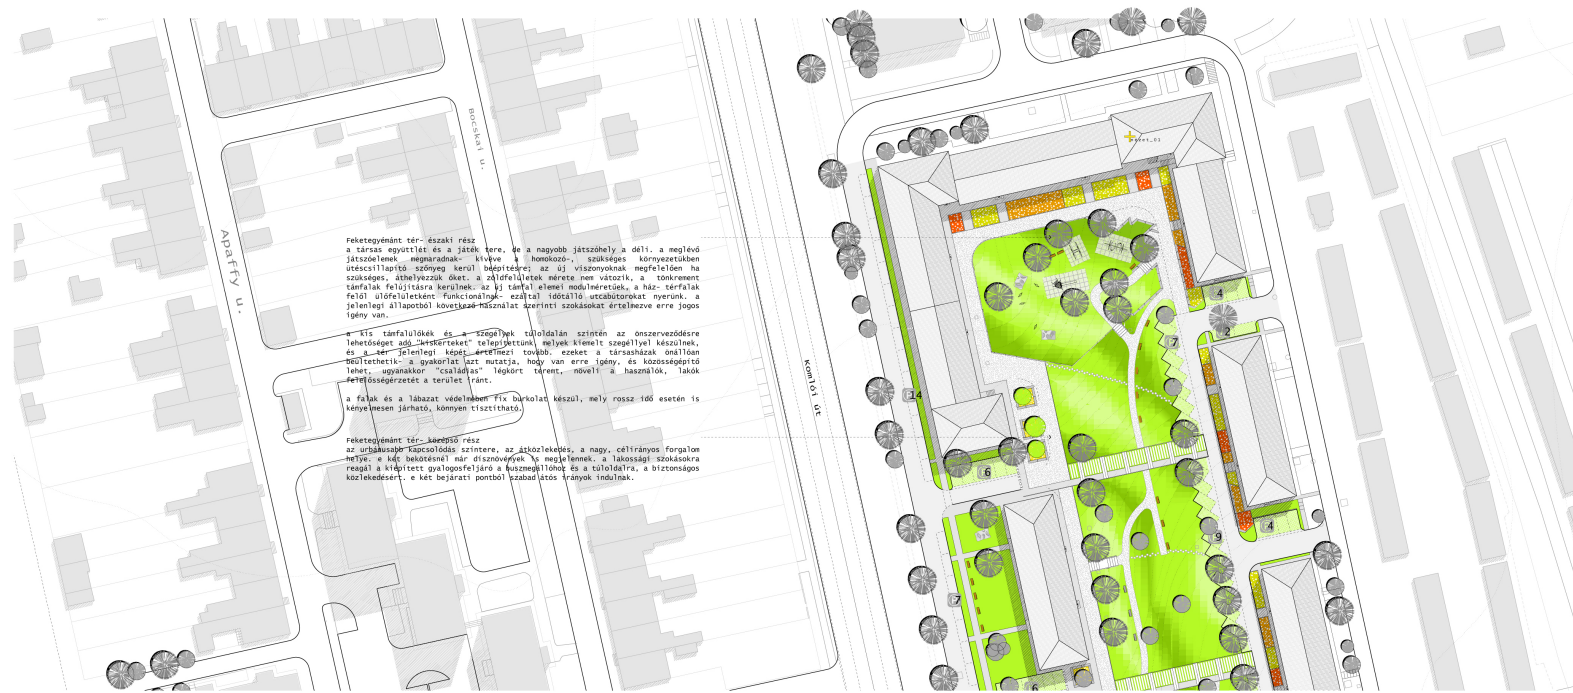 Bocskai u.
Apaffy u.
Komlói út
Feketegyémánt tér- északi rész
a társas együttlét és a játék tere, de a nagyobb játszóhely a déli. a meglévő
játszóelemek megmaradnak- kivéve a homokozó-, szükséges környezetükben
ütéscsillapító szőnyeg kerül beépítésre; az új viszonyoknak megfelelően ha
szükséges, áthelyezzük őket. a zöldfelületek mérete nem vátozik, a tönkrement
támfalak felújításra kerülnek. az új támfal elemei modulméretűek, a ház- térfalak
felöl ülőfelületként funkcionálnak- ezáltal időtálló utcabútorokat nyerünk. a
jelenlegi állapotból következő használat szerinti szokásokat értelmezve erre jogos
igény van.
a kis támfalülőkék és a szegélyek túloldalán szintén az önszerveződésre
lehetőséget adó "kiskerteket" telepítettünk, melyek kiemelt szegéllyel készülnek,
és a tér jelenlegi képét értelmezi tovább. ezeket a társasházak önállóan
beültethetik- a gyakorlat azt mutatja, hogy van erre igény, és közösségépítő
lehet, ugyanakkor "családias" légkört teremt, növeli a használók, lakók
felelősségérzetét a terület iránt.
a falak és a lábazat védelmében fix burkolat készül, mely rossz idő esetén is
kényelmesen járható, könnyen tisztítható.
Feketegyémánt tér- középső rész
az urbánusabb kapcsolódás színtere, az átközlekedés, a nagy, célirányos forgalom
helye. e két bekötésnél már dísznövények is megjelennek. a lakossági szokásokra
reagál a kiépített gyalogosfeljáró a buszmegállóhoz és a túloldalra, a biztonságos
közlekedésért. e két bejárati pontból szabad átós irányok indulnak.
4
2
7
14
6
4
9
7
6